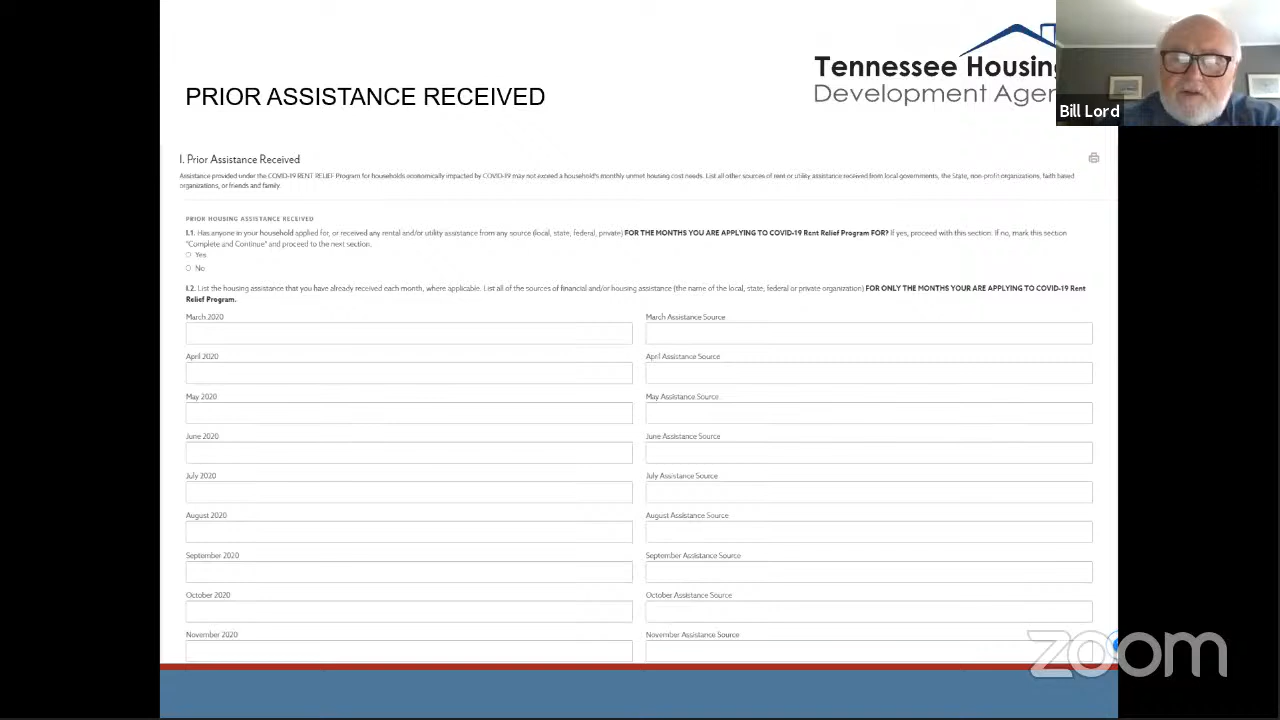 Tennessee Housing
Development Agen
PRIOR ASSISTANCE RECEIVED
Bill Lord
I. Prior Assistance Received
Assistance provided under the COVID-19 RENT RELIEF Program for households economically impacted by COVID-19 may not exceed a household's monthly unmet housing cost needs. List all other sources of rent or utility assistance received from local governments, the State, non-profit organizations, faith based
organizations, or friends and family.
PRIOR HOUSING ASSISTANCE RECEIVED
I.1. Has anyone in your household applied for, or received any rental and/or utility assistance from any source (local, state, federal, private) FOR THE MONTHS YOU ARE APPLYING TO COVID-19 Rent Relief Program FOR? If yes, proceed with this section. If no, mark this section
"Complete and Continue" and proceed to the next section.
Yes
No
I.2. List the housing assistance that you have already received each month, where applicable. List all of the sources of financial and/or housing assistance (the name of the local, state, federal or private organization) FOR ONLY THE MONTHS YOUR ARE APPLYING TO COVID-19 Rent
Relief Program.
March 2020 March Assistance Source
April 2020 April Assistance Source
May 2020 May Assistance Source
June 2020 June Assistance Source
July 2020 July Assistance Source
August 2020 August Assistance Source
September 2020 September Assistance Source
October 2020 October Assistance Source
November 2020 November Assistance Source
zoom